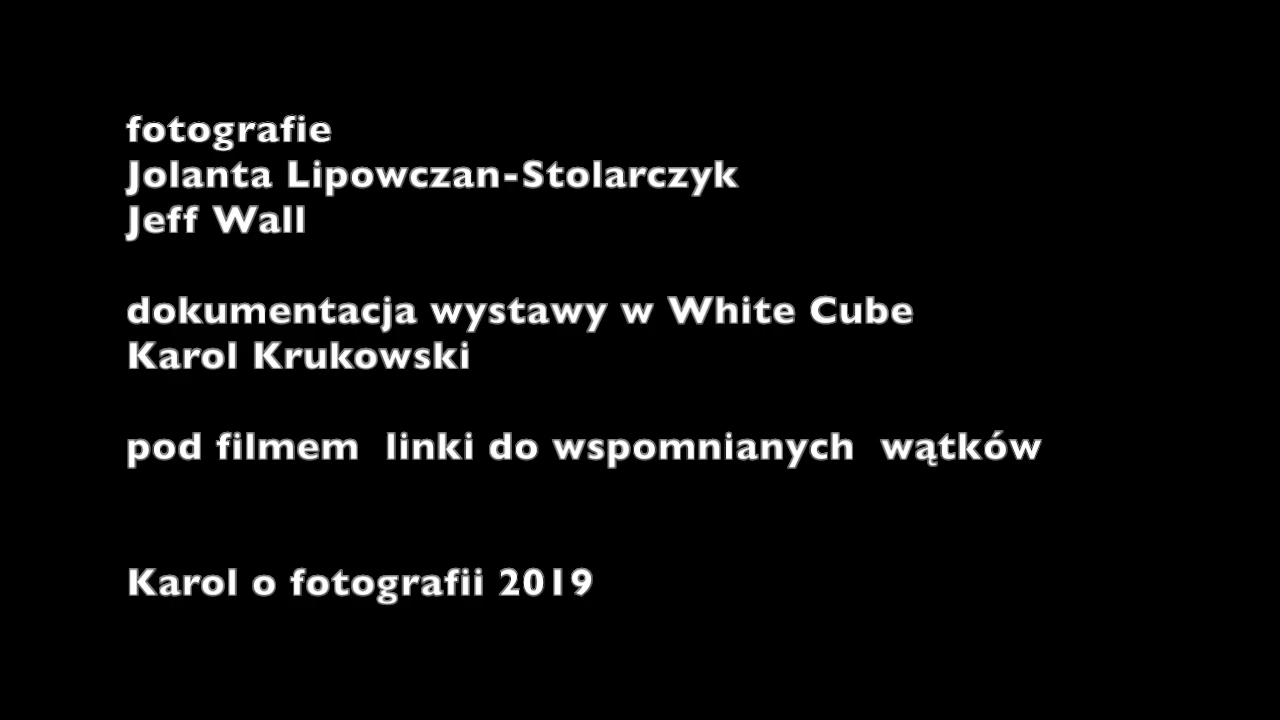 fotografie
Jolanta Lipowczan-Stolarczyk
Jeff Wall
dokumentacja wystawy w White Cube
Karol Krukowski
pod filmem linki do wspomnianych wątków
Karol o fotografii 2019